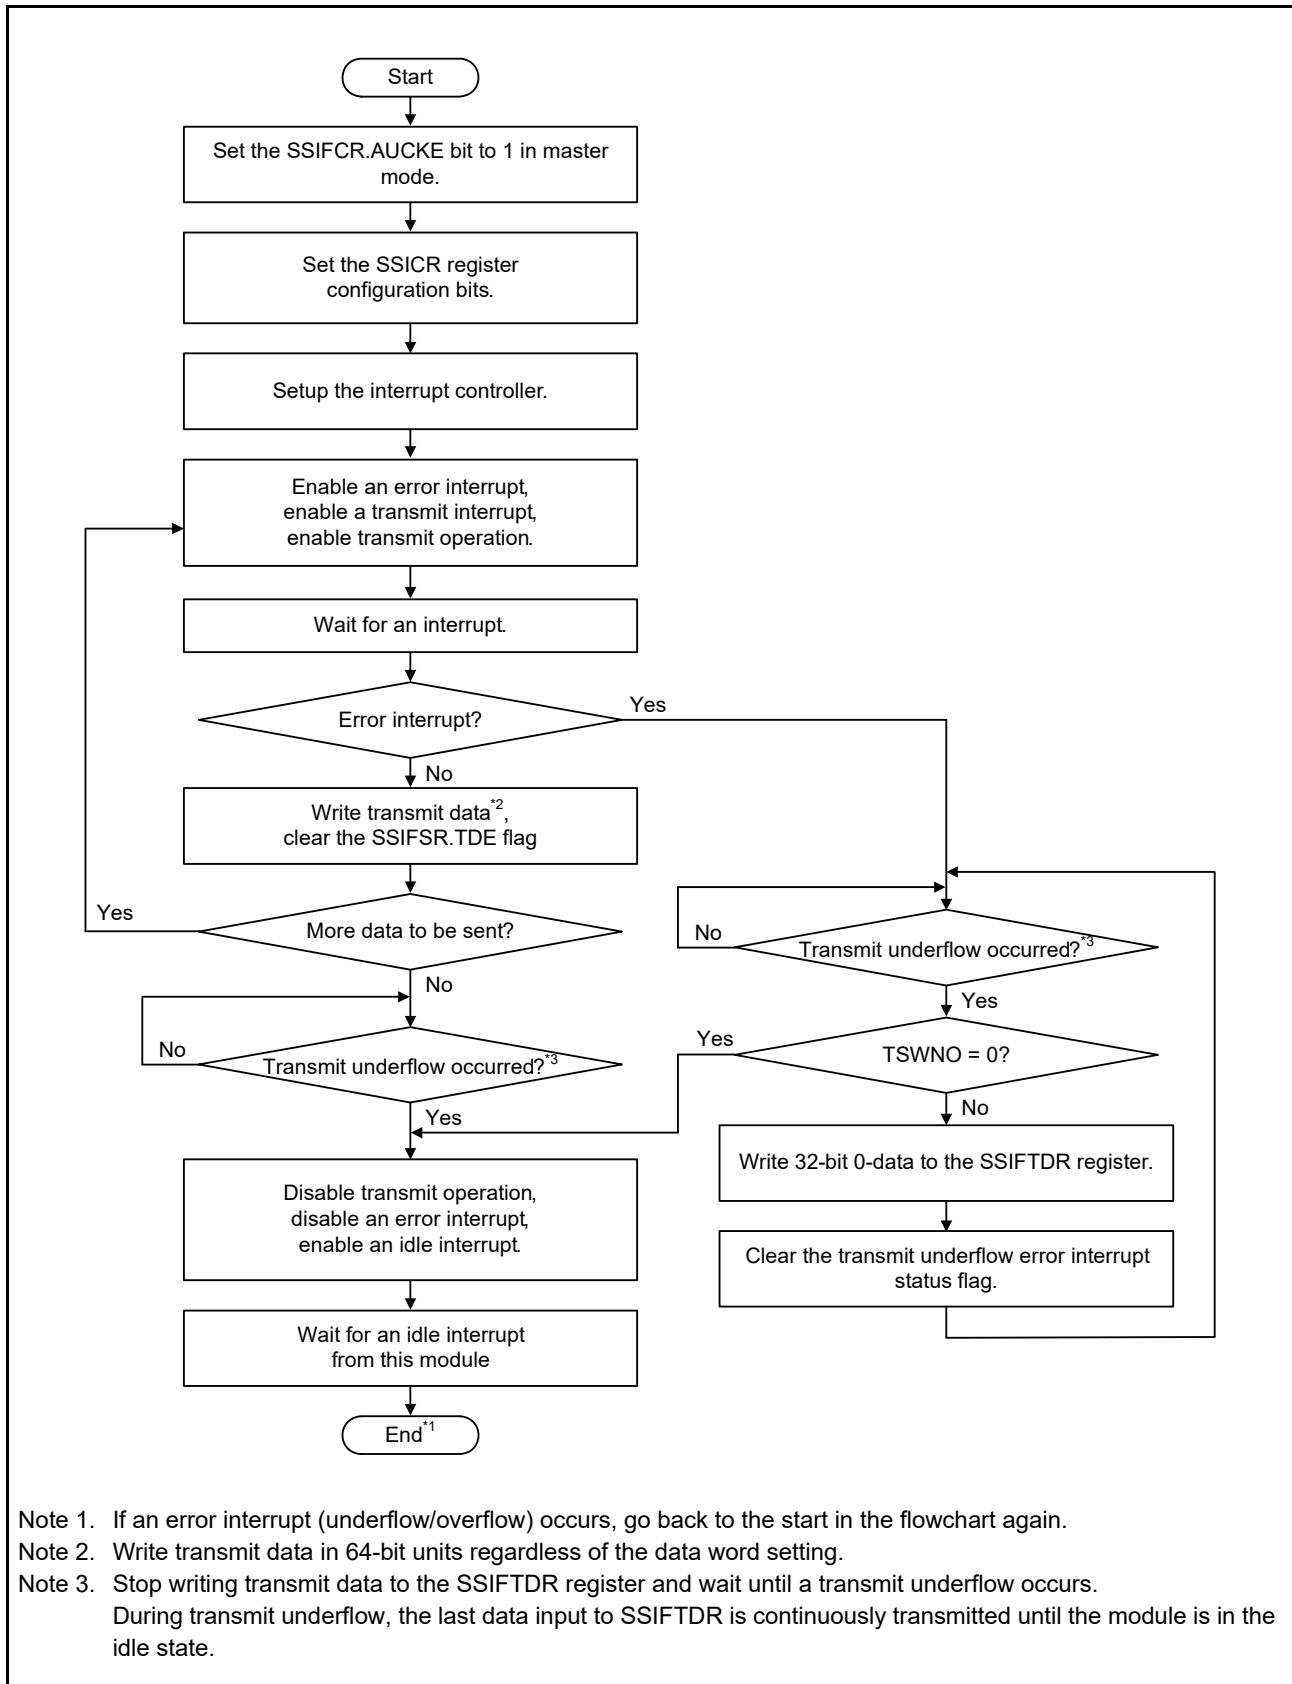 Start
Set the SSIFCR.AUCKE bit to 1 in master
mode.
Set the SSICR register
configuration bits.
Setup the interrupt controller.
Enable an error interrupt,
enable a transmit interrupt,
enable transmit operation.
Wait for an interrupt.
Error interrupt?
Yes
No
Write transmit data*2,
clear the SSIFSR.TDE flag
More data to be sent?
Yes
No
Transmit underflow occurred?*3
No
Yes
Transmit underflow occurred?*3
No
Yes
TSWNO = 0?
Yes
No
Write 32-bit 0-data to the SSIFTDR register.
Clear the transmit underflow error interrupt
status flag.
Disable transmit operation,
disable an error interrupt,
enable an idle interrupt.
Wait for an idle interrupt
from this module
End*1
Note 1. If an error interrupt (underflow/overflow) occurs, go back to the start in the flowchart again.
Note 2. Write transmit data in 64-bit units regardless of the data word setting.
Note 3. Stop writing transmit data to the SSIFTDR register and wait until a transmit underflow occurs.
During transmit underflow, the last data input to SSIFTDR is continuously transmitted until the module is in the
idle state.